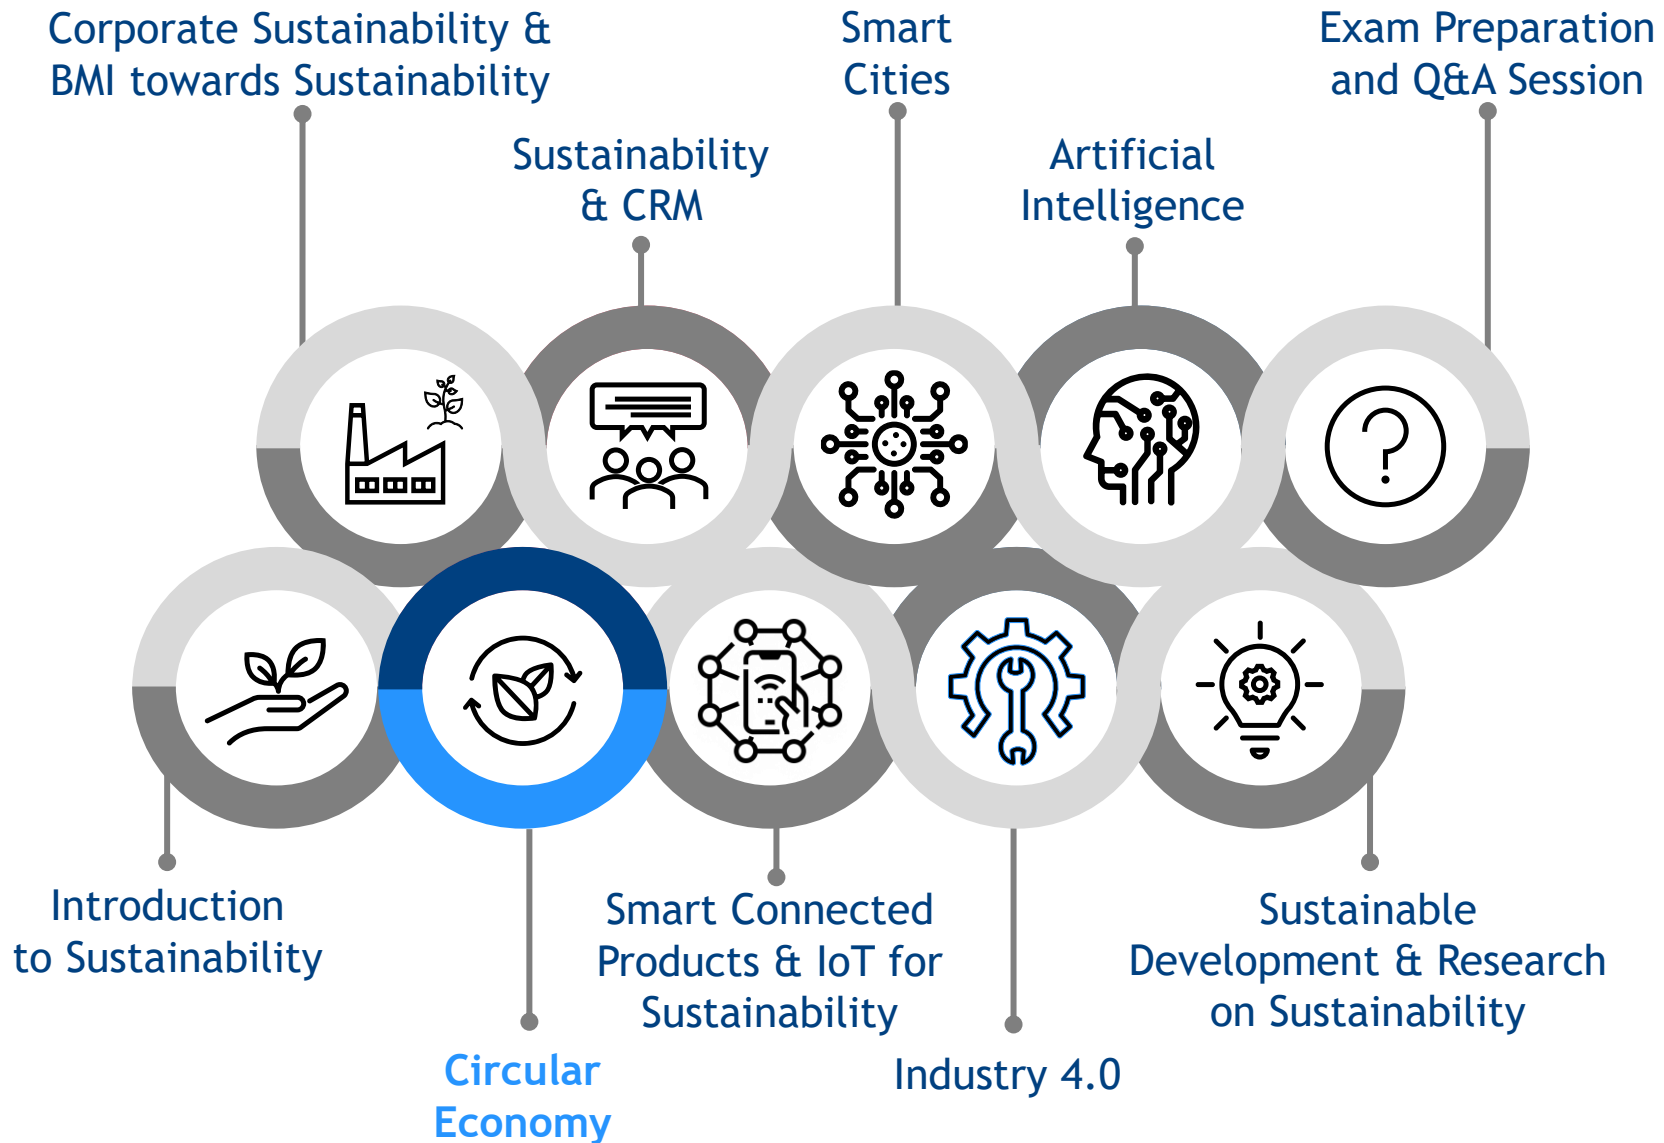 Corporate Sustainability &
BMI towards Sustainability
Smart
Cities
Exam Preparation
and Q&A Session
Sustainability
& CRM
Artificial
Intelligence
Introduction
to Sustainability
Circular
Economy
Smart Connected
Products & IoT for
Sustainability
Industry 4.0
Sustainable
Development & Research
on Sustainability